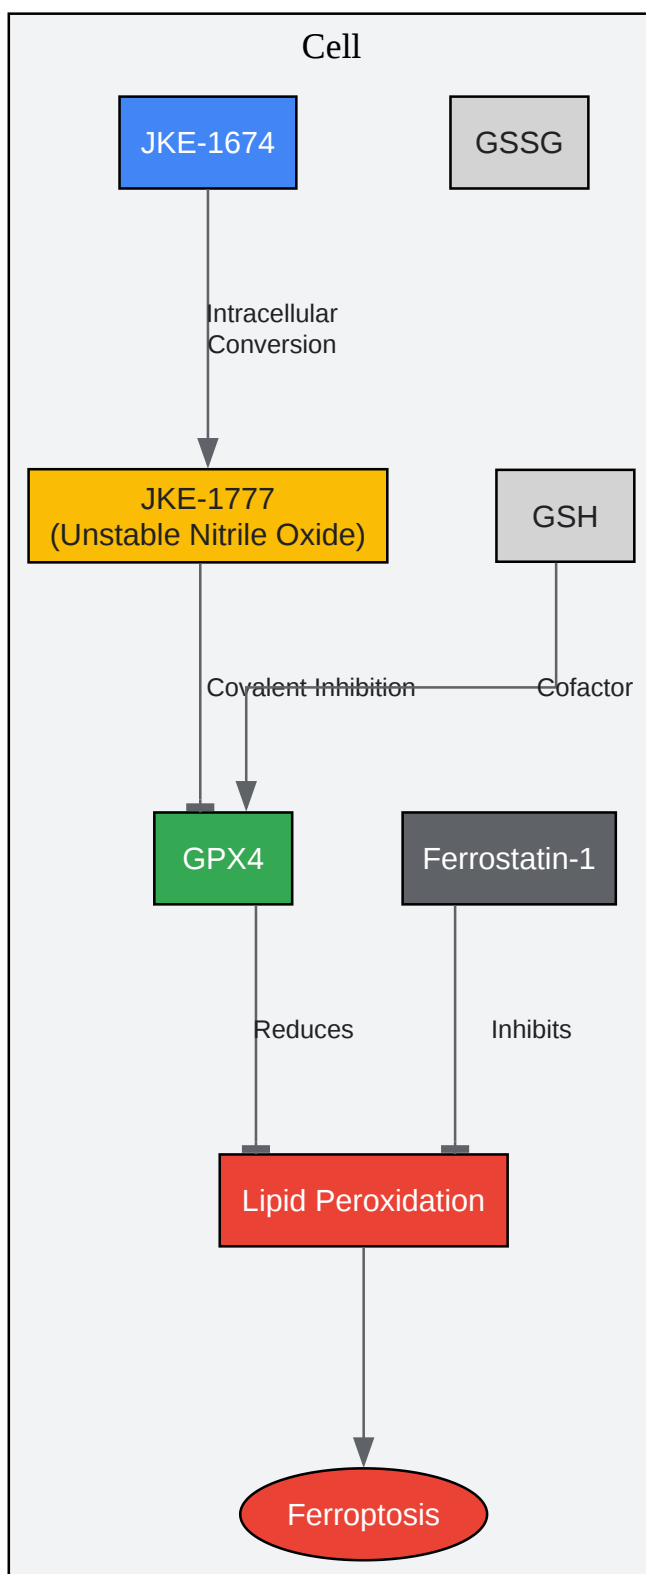 Cell
JKE-1674
GSSG
Intracellular
Conversion
JKE-1777
(Unstable Nitrile Oxide)
GSH
Covalent Inhibition
Cofactor
GPX4
Ferrostatin-1
Reduces
Inhibits
Lipid Peroxidation
Ferroptosis